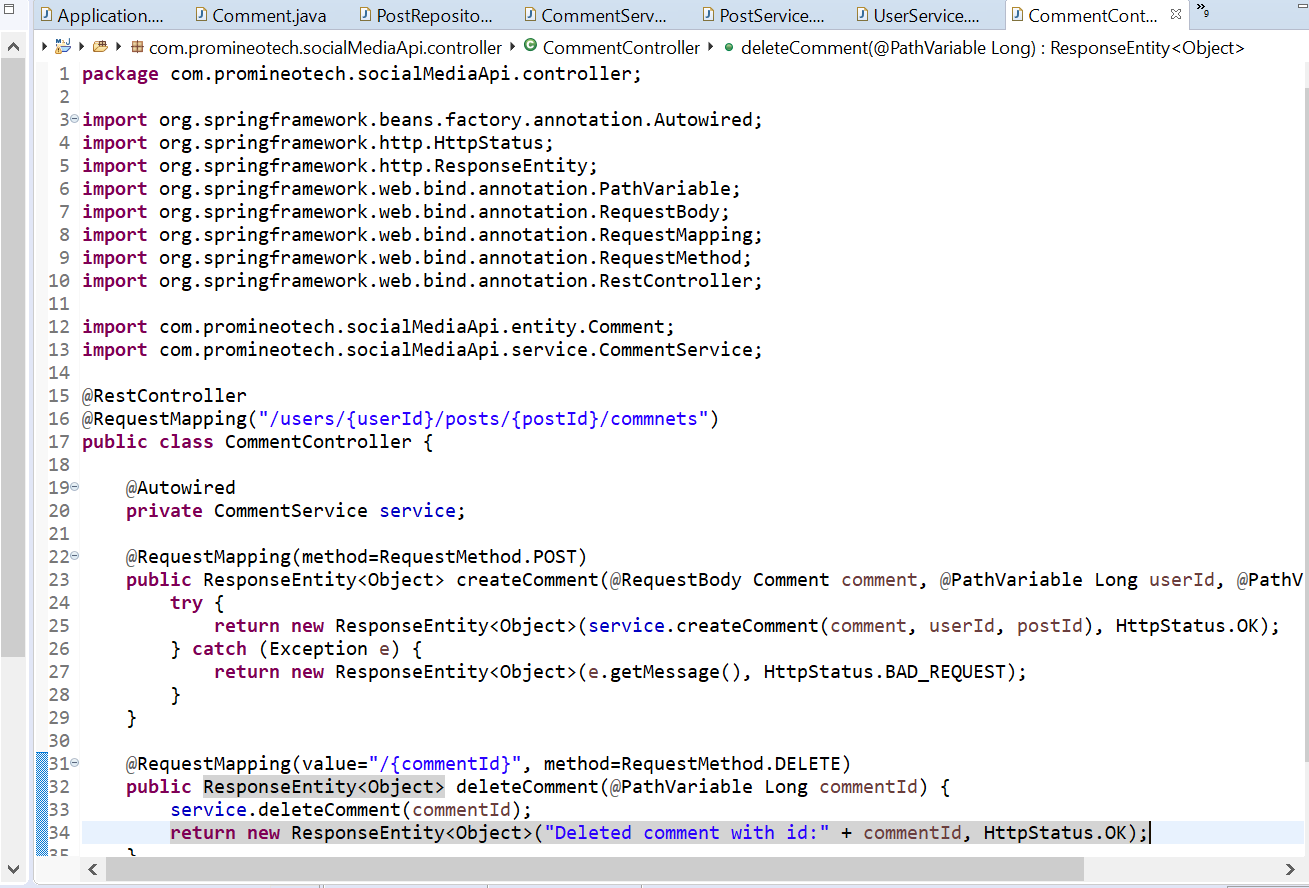 Application.... Comment.java PostReposito... CommentServ... PostService.... UserService.... CommentCont... »9
com.promineotech.socialMediaApi.controller CommentController deleteComment(@PathVariable Long) : ResponseEntity<Object>
1 package com.promineotech.socialMediaApi.controller;
2
3 import org.springframework.beans.factory.annotation.Autowired;
4 import org.springframework.http.HttpStatus;
5 import org.springframework.http.ResponseEntity;
6 import org.springframework.web.bind.annotation.PathVariable;
7 import org.springframework.web.bind.annotation.RequestBody;
8 import org.springframework.web.bind.annotation.RequestMapping;
9 import org.springframework.web.bind.annotation.RequestMethod;
10 import org.springframework.web.bind.annotation.RestController;
11
12 import com.promineotech.socialMediaApi.entity.Comment;
13 import com.promineotech.socialMediaApi.service.CommentService;
14
15 @RestController
16 @RequestMapping("/users/{userId}/posts/{postId}/commnets")
17 public class CommentController {
18
19 @Autowired
20 private CommentService service;
21
22 @RequestMapping(method=RequestMethod.POST)
23 public ResponseEntity<Object> createComment(@RequestBody Comment comment, @PathVariable Long userId, @PathV
24 try {
25 return new ResponseEntity<Object>(service.createComment(comment, userId, postId), HttpStatus.OK);
26 } catch (Exception e) {
27 return new ResponseEntity<Object>(e.getMessage(), HttpStatus.BAD_REQUEST);
28 }
29 }
30
31 @RequestMapping(value="/{commentId}", method=RequestMethod.DELETE)
32 public ResponseEntity<Object> deleteComment(@PathVariable Long commentId) {
33 service.deleteComment(commentId);
34 return new ResponseEntity<Object>("Deleted comment with id:" + commentId, HttpStatus.OK);
35 }